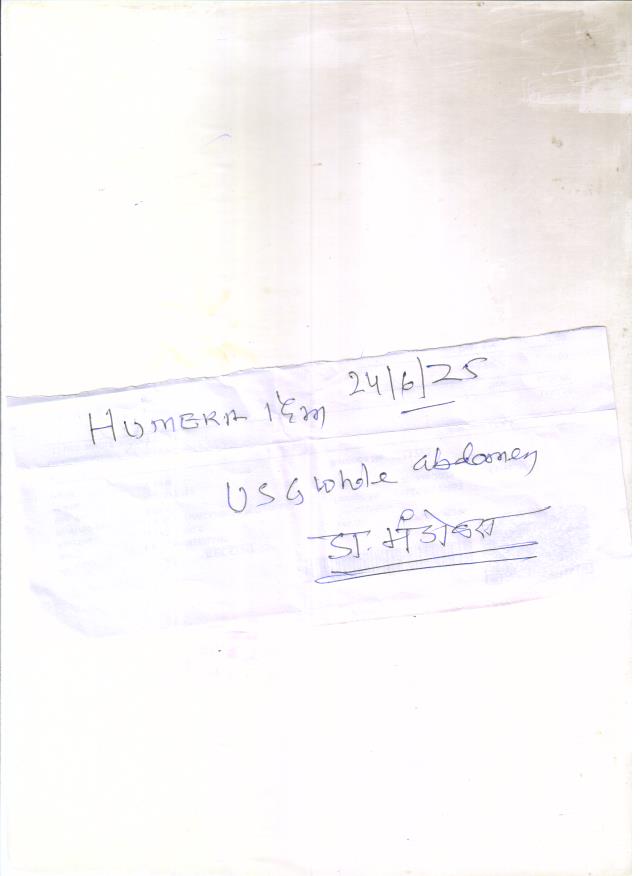 HUMERA 24/6/25
USG whole abdomen
डा.